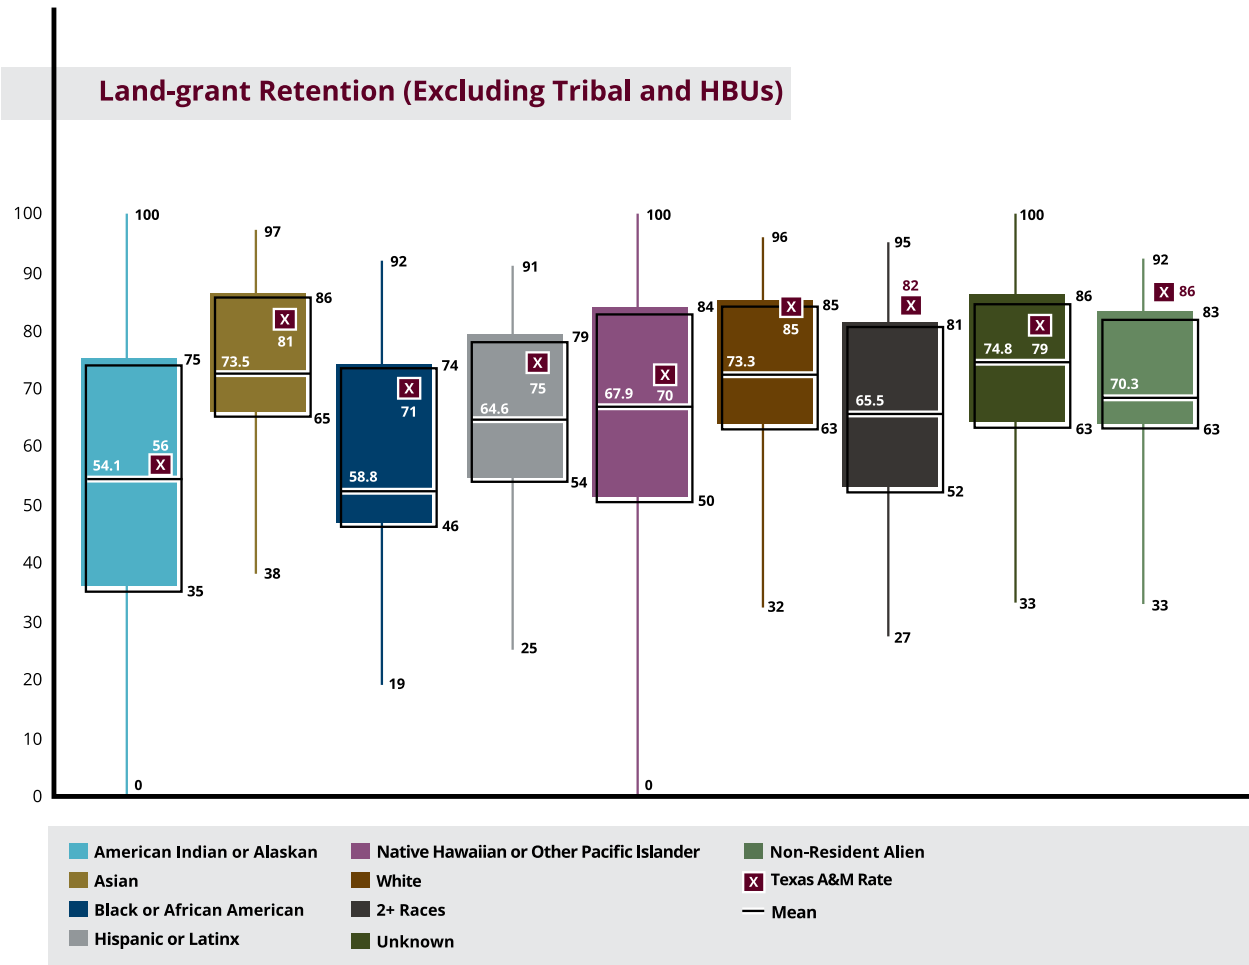 Land-grant Retention (Excluding Tribal and HBUs)
100
90
80
70
60
50
40
30
20
10
0
100
75
56
X
54.1
35
0
97
86
X
81
73.5
65
38
92
74
X
71
58.8
46
19
91
79
X
75
64.6
54
25
100
84
X
67.9 70
50
0
96
X 85
85
73.3
63
32
95
82
X
81
65.5
52
27
100
86
X
74.8 79
63
33
92
X 86
83
70.3
63
33
American Indian or Alaskan
Asian
Black or African American
Hispanic or Latinx
Native Hawaiian or Other Pacific Islander
White
2+ Races
Unknown
Non-Resident Alien
X Texas A&M Rate
Mean